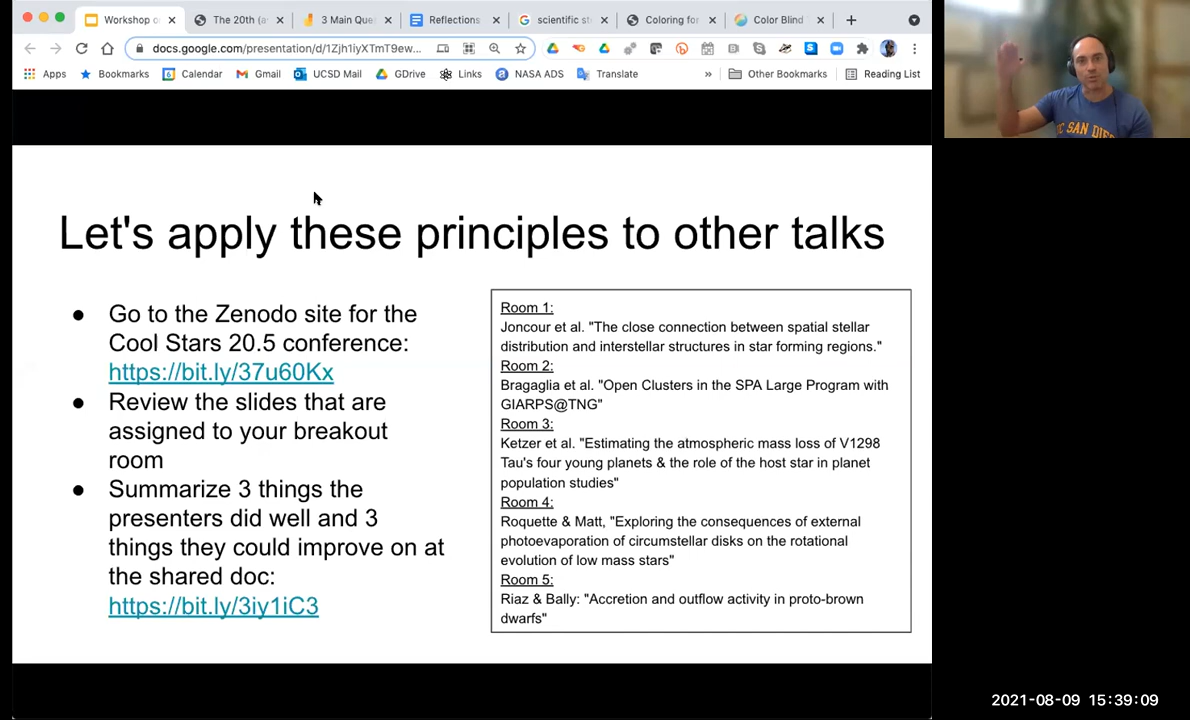 Workshop o
The 20th (a
3 Main Que
Reflections
scientific st
Coloring for
Color Blind
docs.google.com/presentation/d/1Zjh1iyXTmT9ew...
Apps
Bookmarks
Calendar
Gmail
UCSD Mail
GDrive
Links
NASA ADS
Translate
»
Other Bookmarks
Reading List
SAN DIE
Let's apply these principles to other talks
● Go to the Zenodo site for the
Cool Stars 20.5 conference:
https://bit.ly/37u60Kx
● Review the slides that are
assigned to your breakout
room
● Summarize 3 things the
presenters did well and 3
things they could improve on at
the shared doc:
https://bit.ly/3iy1iC3
Room 1:
Joncour et al. "The close connection between spatial stellar
distribution and interstellar structures in star forming regions."
Room 2:
Bragaglia et al. "Open Clusters in the SPA Large Program with
GIARPS@TNG"
Room 3:
Ketzer et al. "Estimating the atmospheric mass loss of V1298
Tau's four young planets & the role of the host star in planet
population studies"
Room 4:
Roquette & Matt, "Exploring the consequences of external
photoevaporation of circumstellar disks on the rotational
evolution of low mass stars"
Room 5:
Riaz & Bally: "Accretion and outflow activity in proto-brown
dwarfs"
2021-08-09 15:39:09